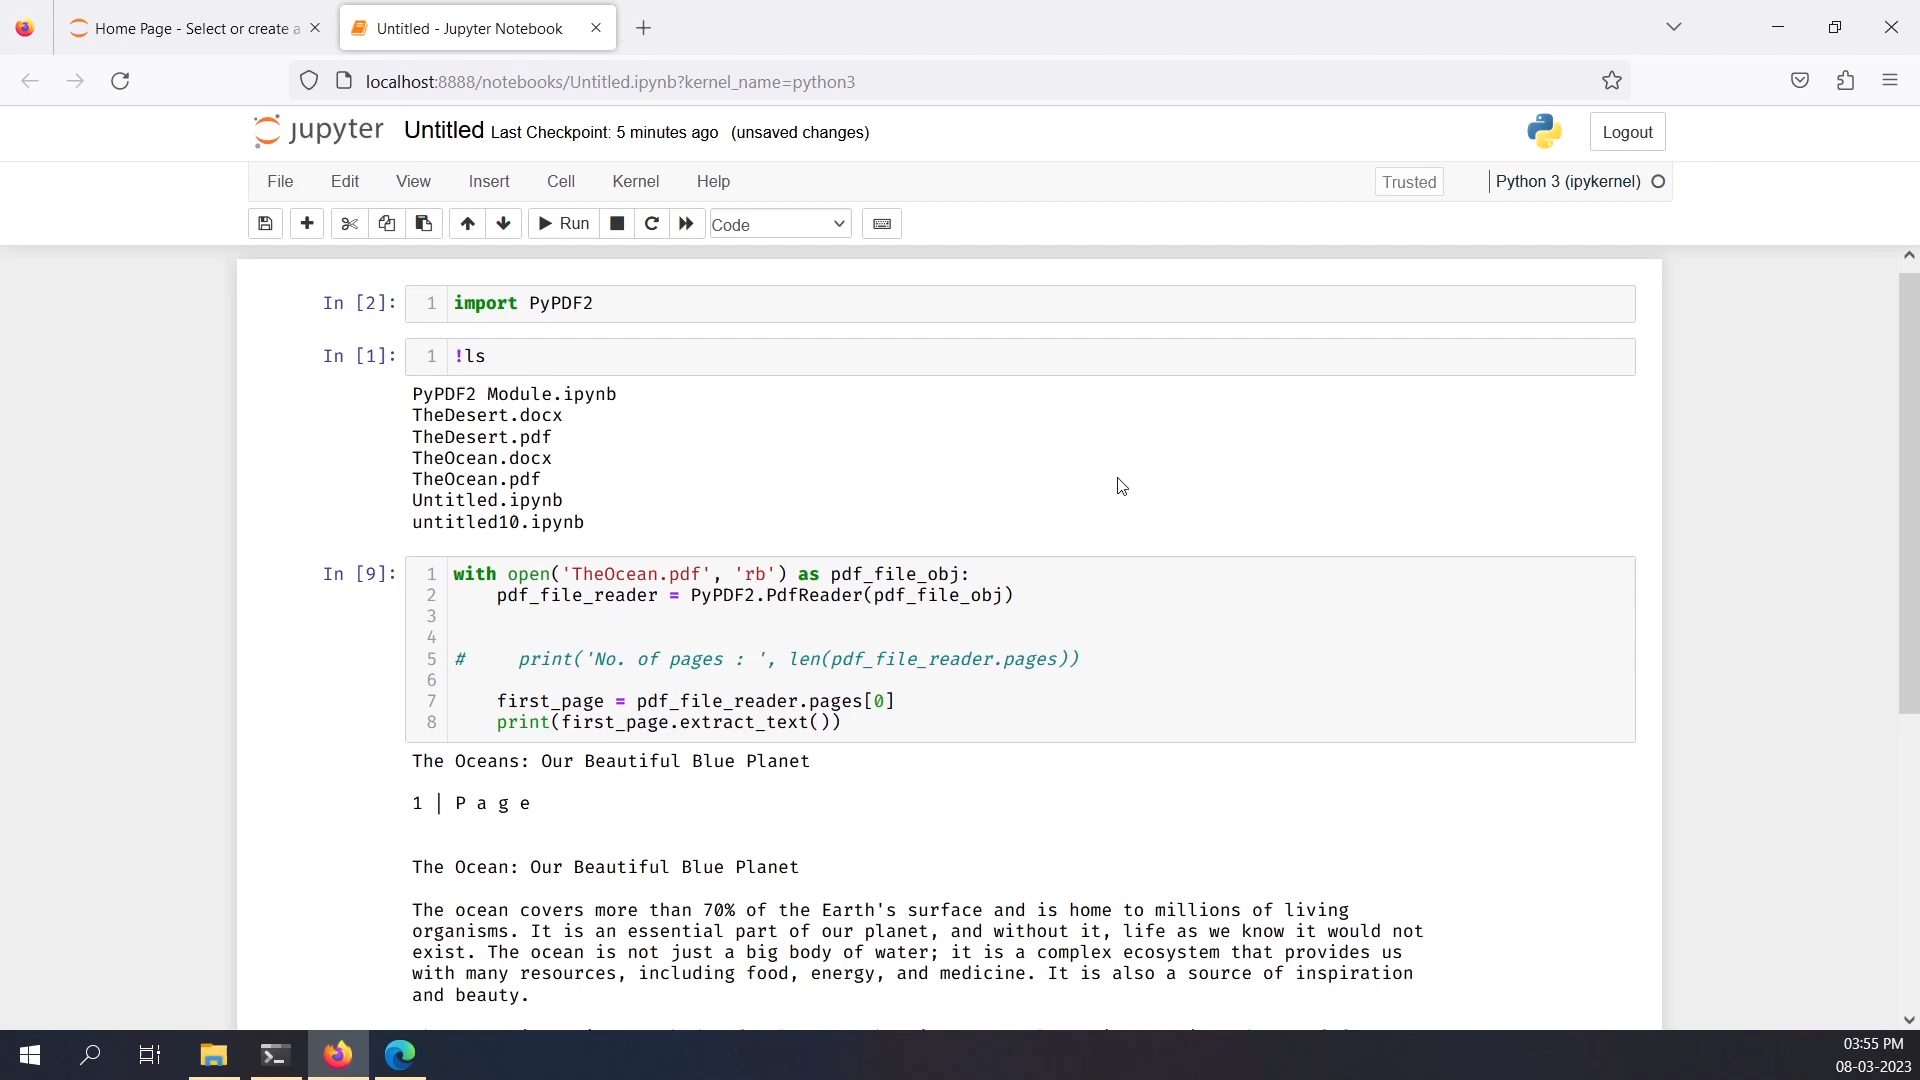 Home Page - Select or create a
Untitled - Jupyter Notebook
localhost:8888/notebooks/Untitled.ipynb?kernel_name=python3
jupyter Untitled Last Checkpoint: 5 minutes ago (unsaved changes)
Logout
File Edit View Insert Cell Kernel Help
Trusted
Python 3 (ipykernel)
Run
Code
In [2]:
1 import PyPDF2
In [1]:
1 !ls
PyPDF2 Module.ipynb
TheDesert.docx
TheDesert.pdf
TheOcean.docx
TheOcean.pdf
Untitled.ipynb
untitled10.ipynb
In [9]:
1 with open('TheOcean.pdf', 'rb') as pdf_file_obj:
2     pdf_file_reader = PyPDF2.PdfReader(pdf_file_obj)
3
4
5 #     print('No. of pages : ', len(pdf_file_reader.pages))
6
7     first_page = pdf_file_reader.pages[0]
8     print(first_page.extract_text())
The Oceans: Our Beautiful Blue Planet
1 | P a g e
The Ocean: Our Beautiful Blue Planet
The ocean covers more than 70% of the Earth's surface and is home to millions of living
organisms. It is an essential part of our planet, and without it, life as we know it would not
exist. The ocean is not just a big body of water; it is a complex ecosystem that provides us
with many resources, including food, energy, and medicine. It is also a source of inspiration
and beauty.
03:55 PM
08-03-2023